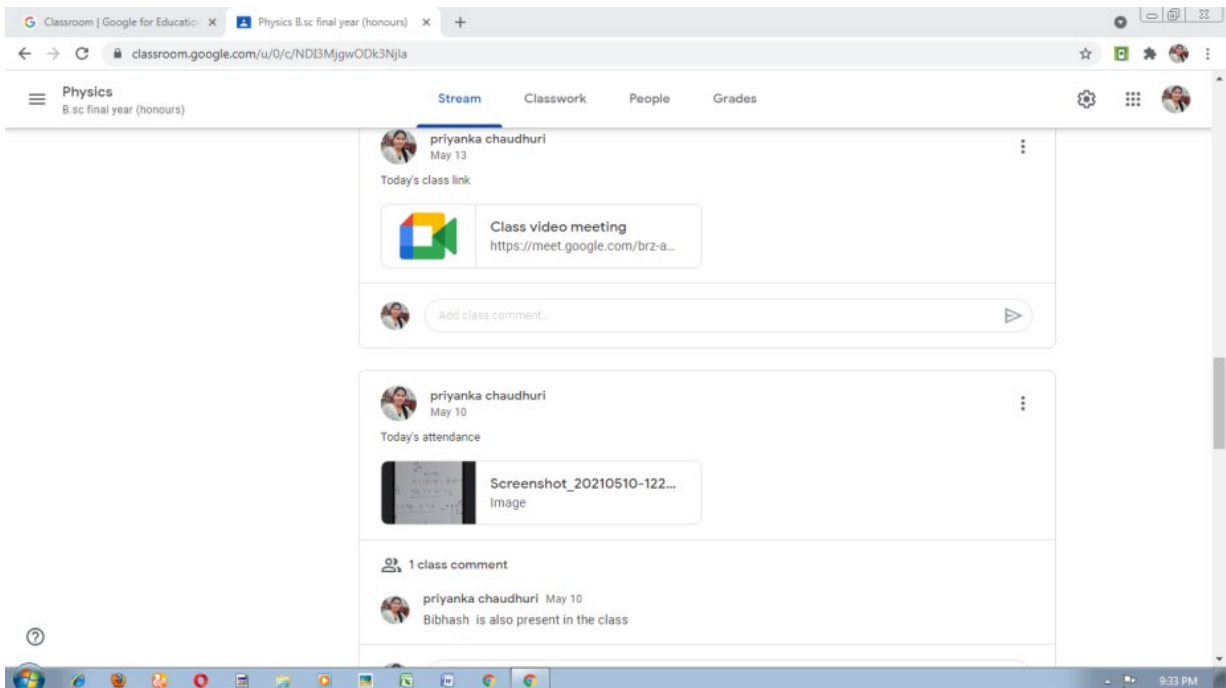 Classroom | Google for Educatio
Physics B.sc final year (honours)
classroom.google.com/u/0/c/NDI3MjgwODk3Njla
Physics
B.sc final year (honours)
Stream Classwork People Grades
priyanka chaudhuri
May 13
Today's class link
Class video meeting
https://meet.google.com/brz-a...
Add class comment...
priyanka chaudhuri
May 10
Today's attendance
Screenshot_20210510-122...
Image
1 class comment
priyanka chaudhuri May 10
Bibhash is also present in the class
9:33 PM